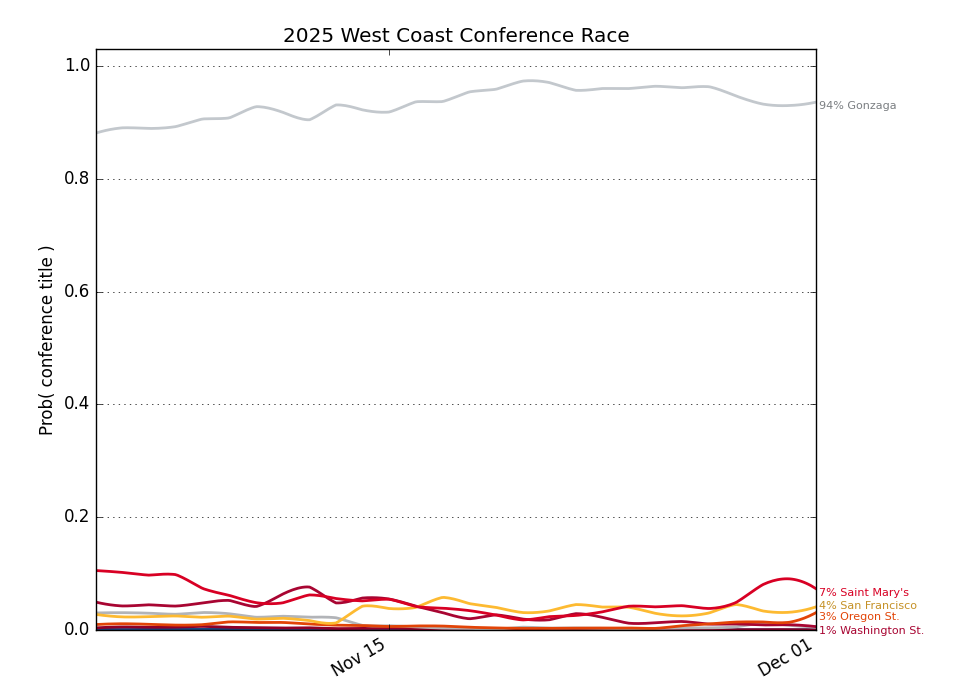 2025 West Coast Conference Race
Prob( conference title )
1.0
0.8
0.6
0.4
0.2
0.0
Nov 15
Dec 01
94% Gonzaga
7% Saint Mary's
4% San Francisco
3% Oregon St.
1% Washington St.